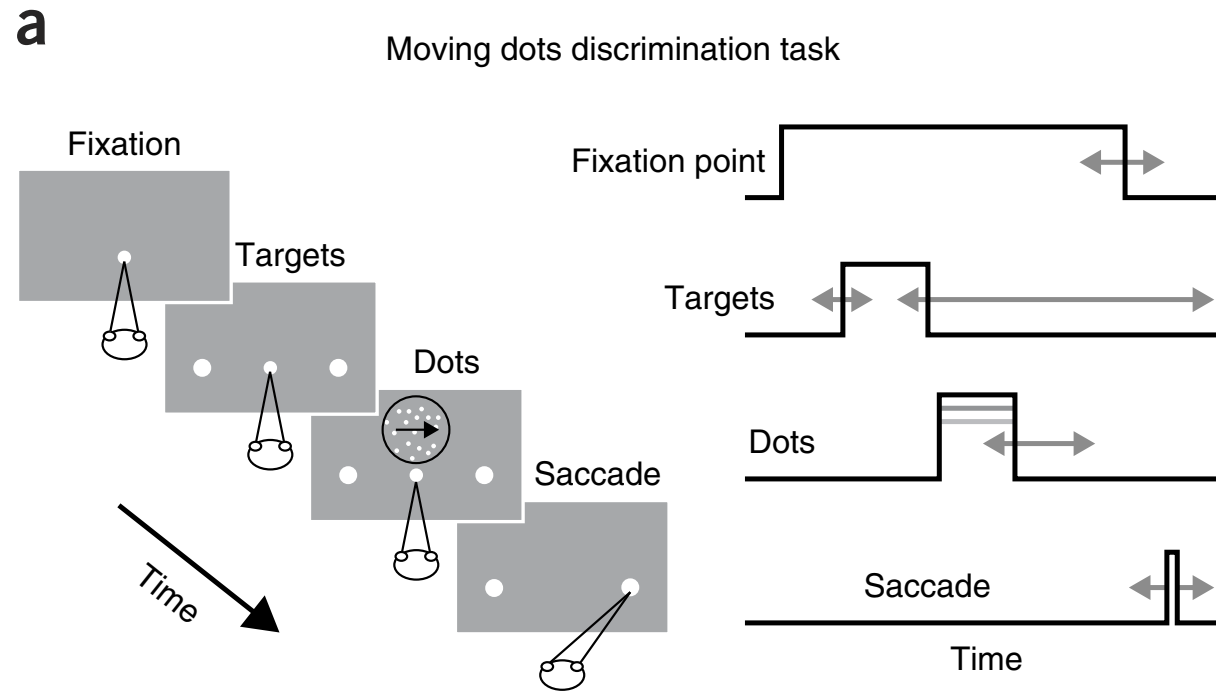 a
Moving dots discrimination task
Fixation
Targets
Dots
Saccade
Time
Fixation point
Targets
Dots
Saccade
Time